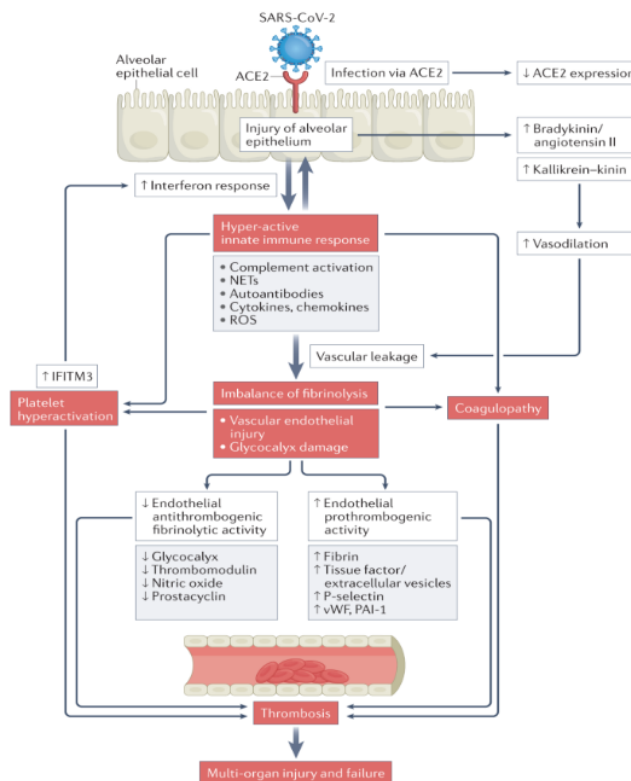 SARS-CoV-2
Alveolar
epithelial cell
ACE2
Infection via ACE2
↓ ACE2 expression
Injury of alveolar
epithelium
↑ Bradykinin/
angiotensin II
↑ Kallikrein–kinin
↑ Interferon response
Hyper-active
innate immune response
↑ Vasodilation
• Complement activation
• NETs
• Autoantibodies
• Cytokines, chemokines
• ROS
Vascular leakage
↑ IFITM3
Platelet
hyperactivation
Imbalance of fibrinolysis
• Vascular endothelial
injury
• Glycocalyx damage
Coagulopathy
↓ Endothelial
antithrombogenic
fibrinolytic activity
↑ Endothelial
prothrombogenic
activity
↓ Glycocalyx
↓ Thrombomodulin
↓ Nitric oxide
↓ Prostacyclin
↑ Fibrin
↑ Tissue factor/
extracellular vesicles
↑ P-selectin
↑ vWF, PAI-1
Thrombosis
Multi-organ injury and failure